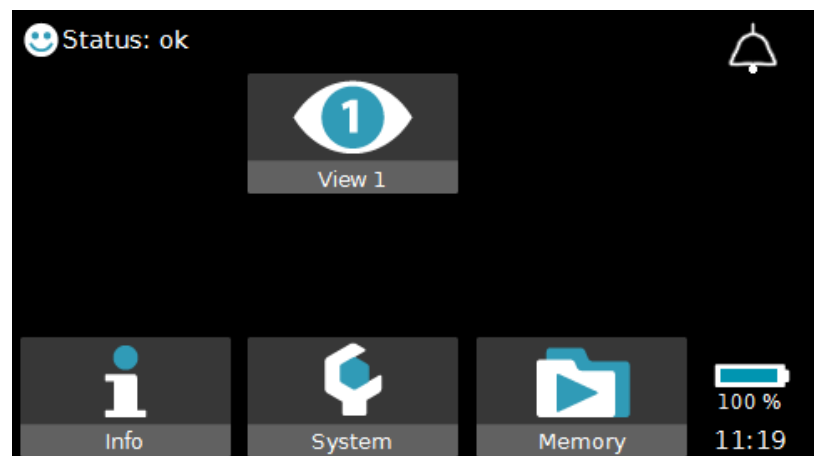 Status: ok
1
View 1
100 %
Info
System
Memory
11:19